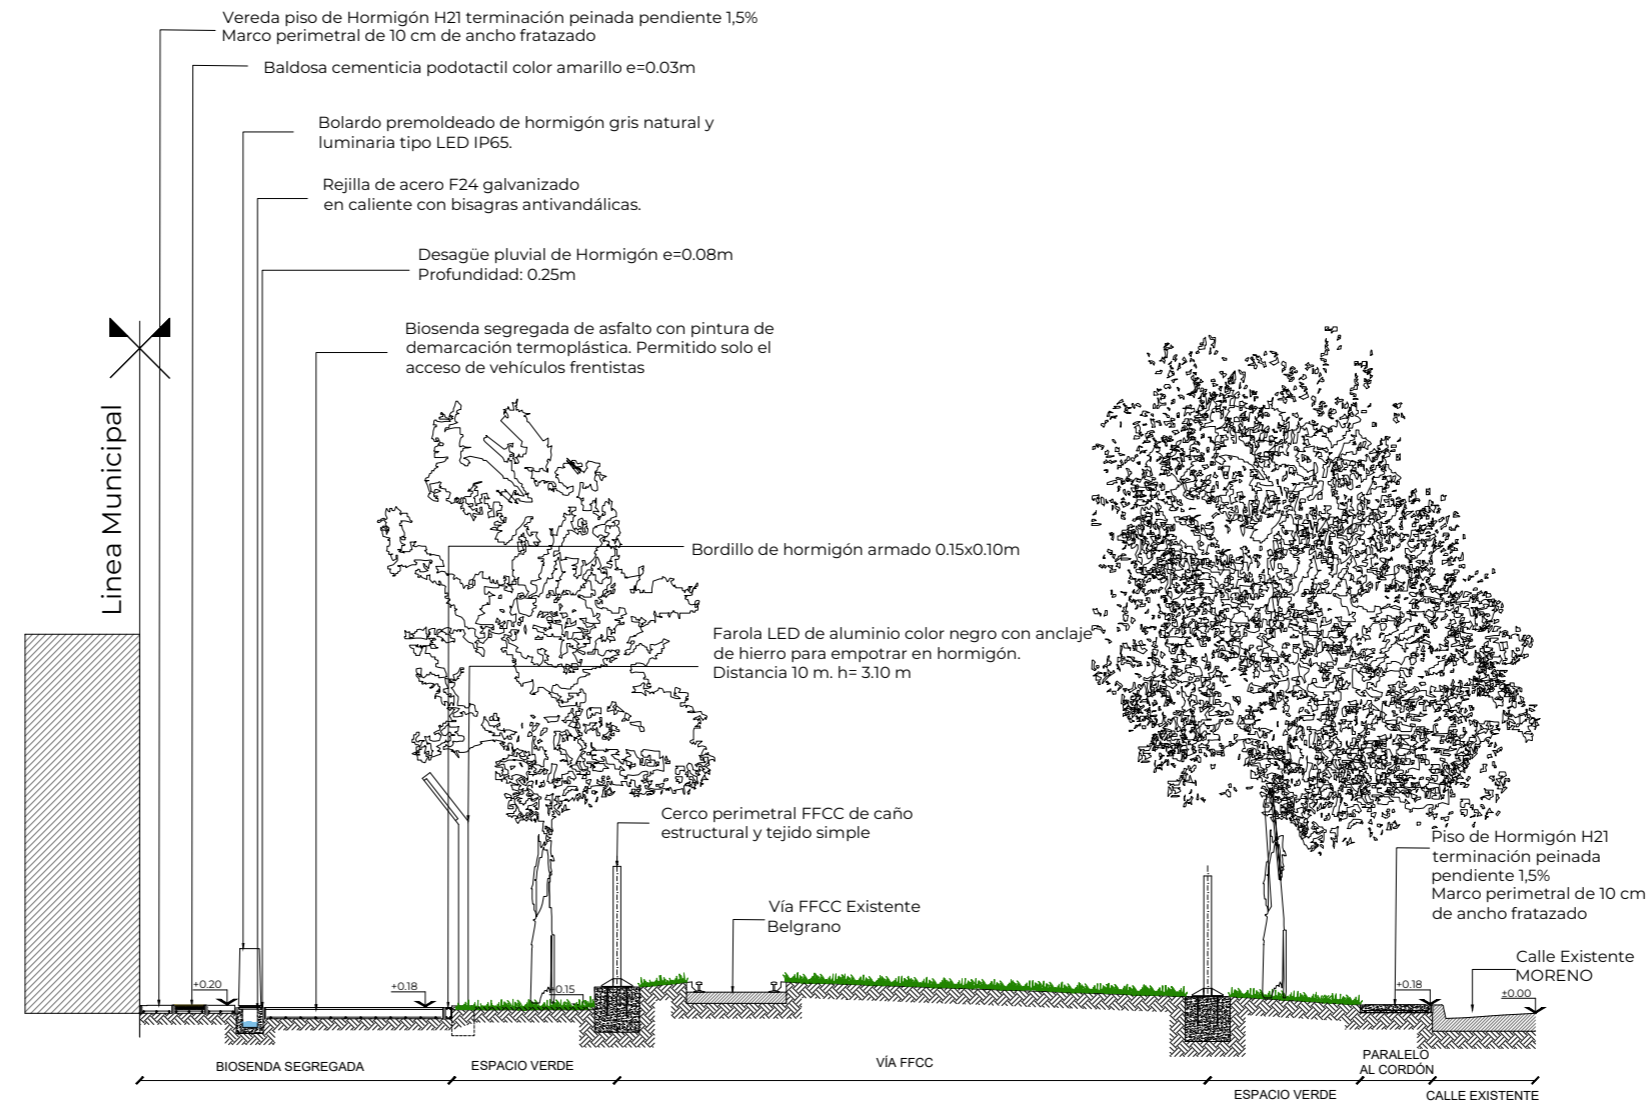 Vereda piso de Hormigón H21 terminación peinada pendiente 1,5%
Marco perimetral de 10 cm de ancho fratazado
Baldosa cementicia podotactil color amarillo e=0.03m
Bolardo premoldeado de hormigón gris natural y
luminaria tipo LED IP65.
Rejilla de acero F24 galvanizado
en caliente con bisagras antivandálicas.
Desagüe pluvial de Hormigón e=0.08m
Profundidad: 0.25m
Biosenda segregada de asfalto con pintura de
demarcación termoplástica. Permitido solo el
acceso de vehículos frentistas
Linea Municipal
Bordillo de hormigón armado 0.15x0.10m
Farola LED de aluminio color negro con anclaje
de hierro para empotrar en hormigón.
Distancia 10 m. h= 3.10 m
Cerco perimetral FFCC de caño
estructural y tejido simple
Piso de Hormigón H21
terminación peinada
pendiente 1,5%
Marco perimetral de 10 cm
de ancho fratazado
Vía FFCC Existente
Belgrano
Calle Existente
MORENO
+0.20
+0.18
+0.15
+0.18
±0.00
BIOSENDA SEGREGADA
ESPACIO VERDE
VÍA FFCC
ESPACIO VERDE
PARALELO
AL CORDÓN
CALLE EXISTENTE